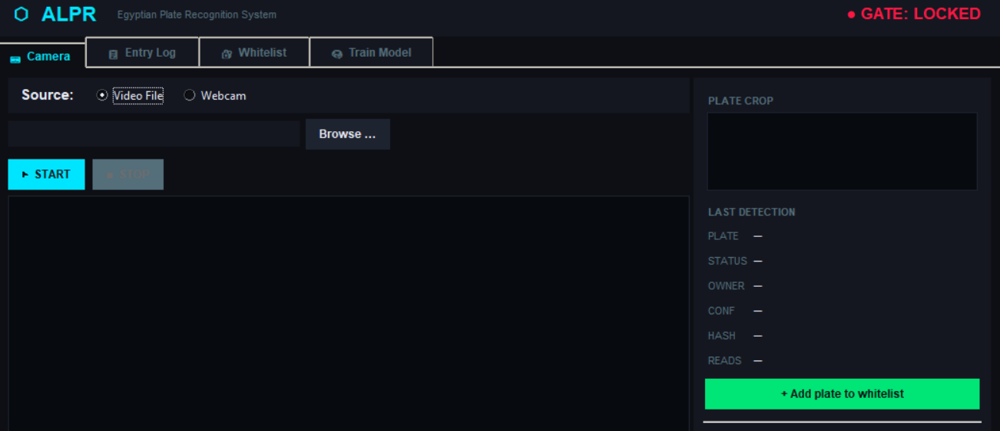 ALPR Egyptian Plate Recognition System ● GATE: LOCKED
Camera Entry Log Whitelist Train Model
Source: Video File Webcam
Browse ...
START STOP
PLATE CROP
LAST DETECTION
PLATE —
STATUS —
OWNER —
CONF —
HASH —
READS —
+ Add plate to whitelist